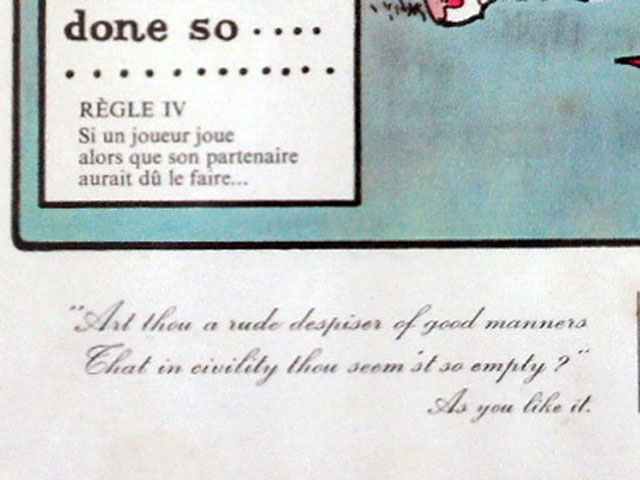 done so ....
............
RÈGLE IV
Si un joueur joue
alors que son partenaire
aurait dû le faire...
"Art thou a rude despiser of good manners
That in civility thou seem'st so empty?"
As you like it.